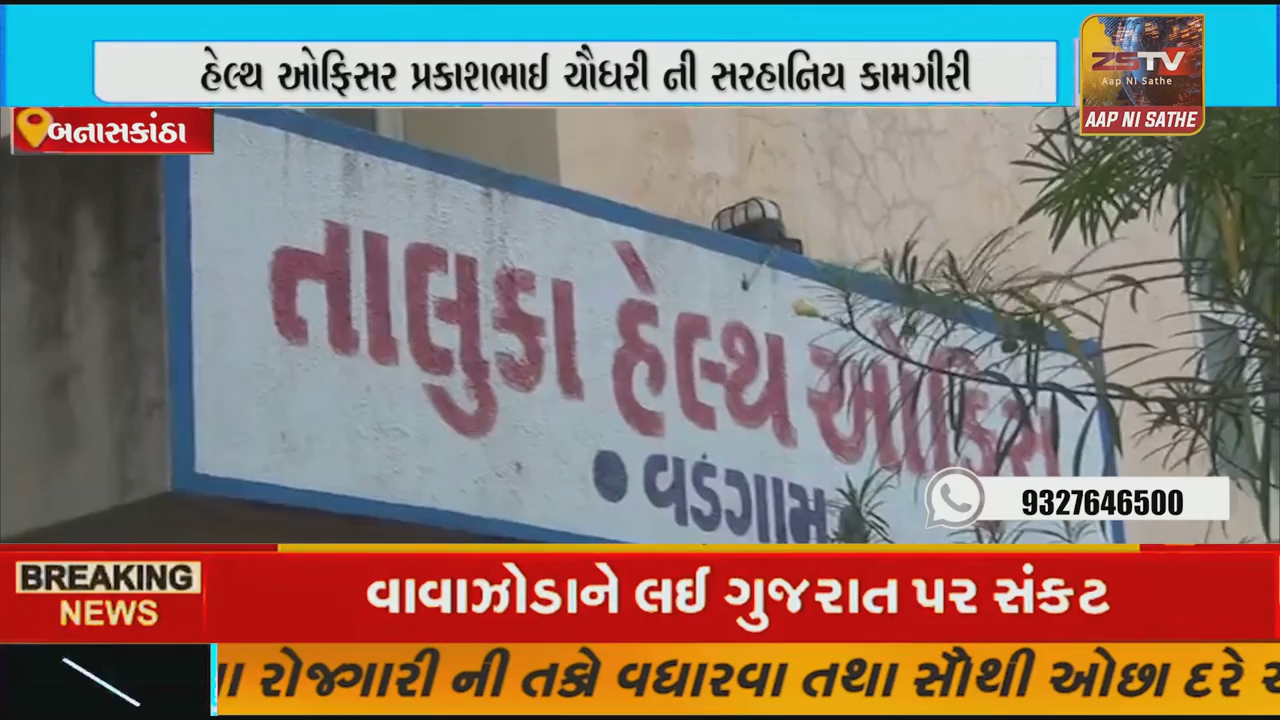 હેલ્થ ઓફિસર પ્રકાશભાઈ ચૌધરી ની સરહાનિય કામગીરી
ZSTV
Aap Ni Sathe
AAP NI SATHE
બનાસકાંઠા
તાલુકા હેલ્થ ઓફિસ
વડગામ
9327646500
BREAKING
NEWS
વાવાઝોડાને લઈ ગુજરાત પર સંકટ
રોજગારી ની તકો વધારવા તથા સૌથી ઓછા દરે